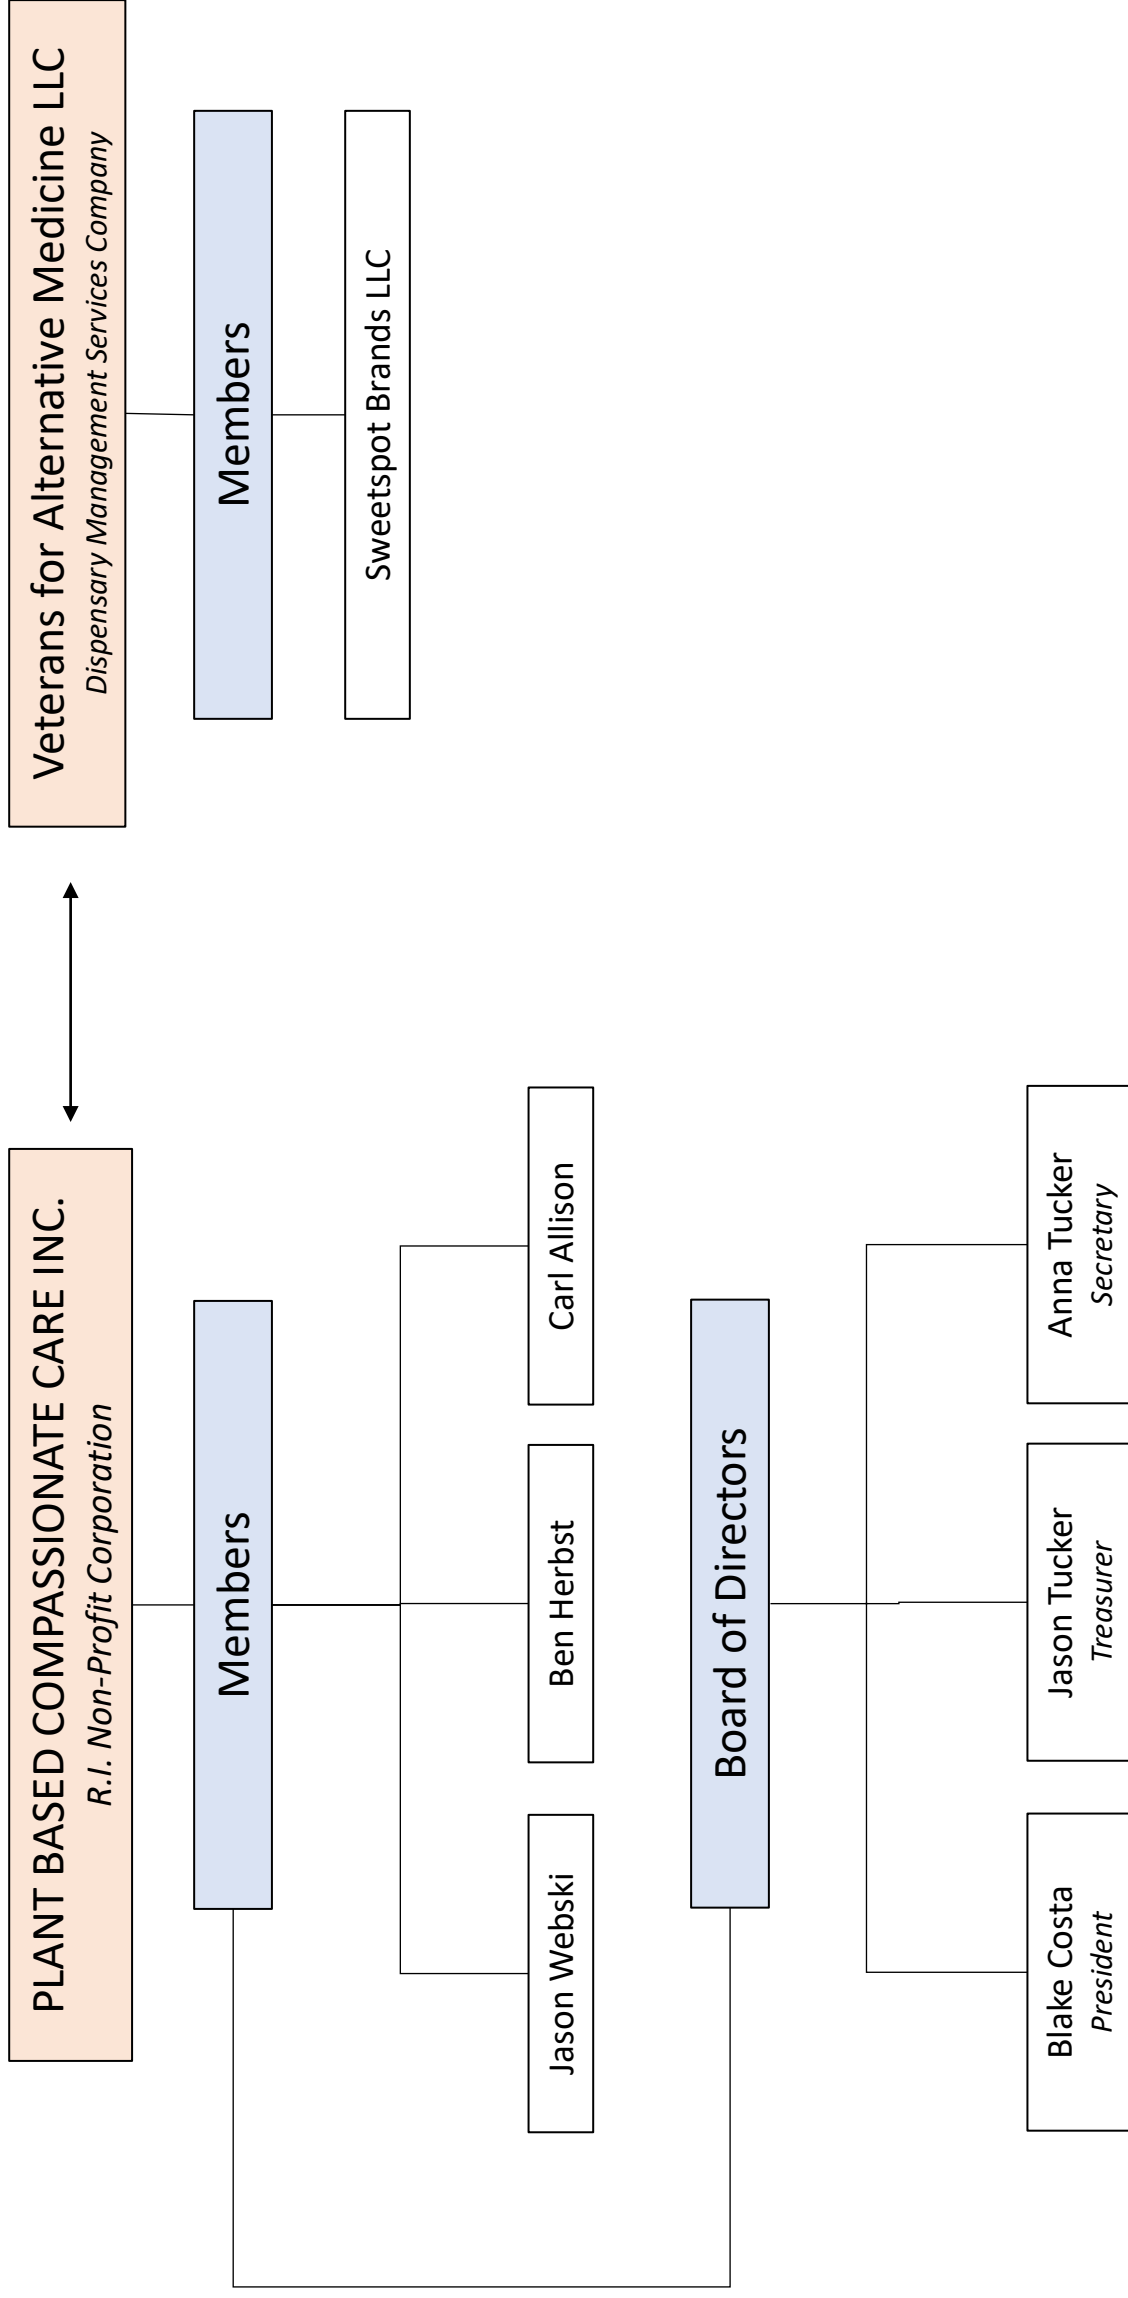 PLANT BASED COMPASSIONATE CARE INC.
R.I. Non-Profit Corporation
Members
Jason Webski
Ben Herbst
Carl Allison
Board of Directors
Blake Costa
President
Jason Tucker
Treasurer
Anna Tucker
Secretary
Veterans for Alternative Medicine LLC
Dispensary Management Services Company
Members
Sweetspot Brands LLC